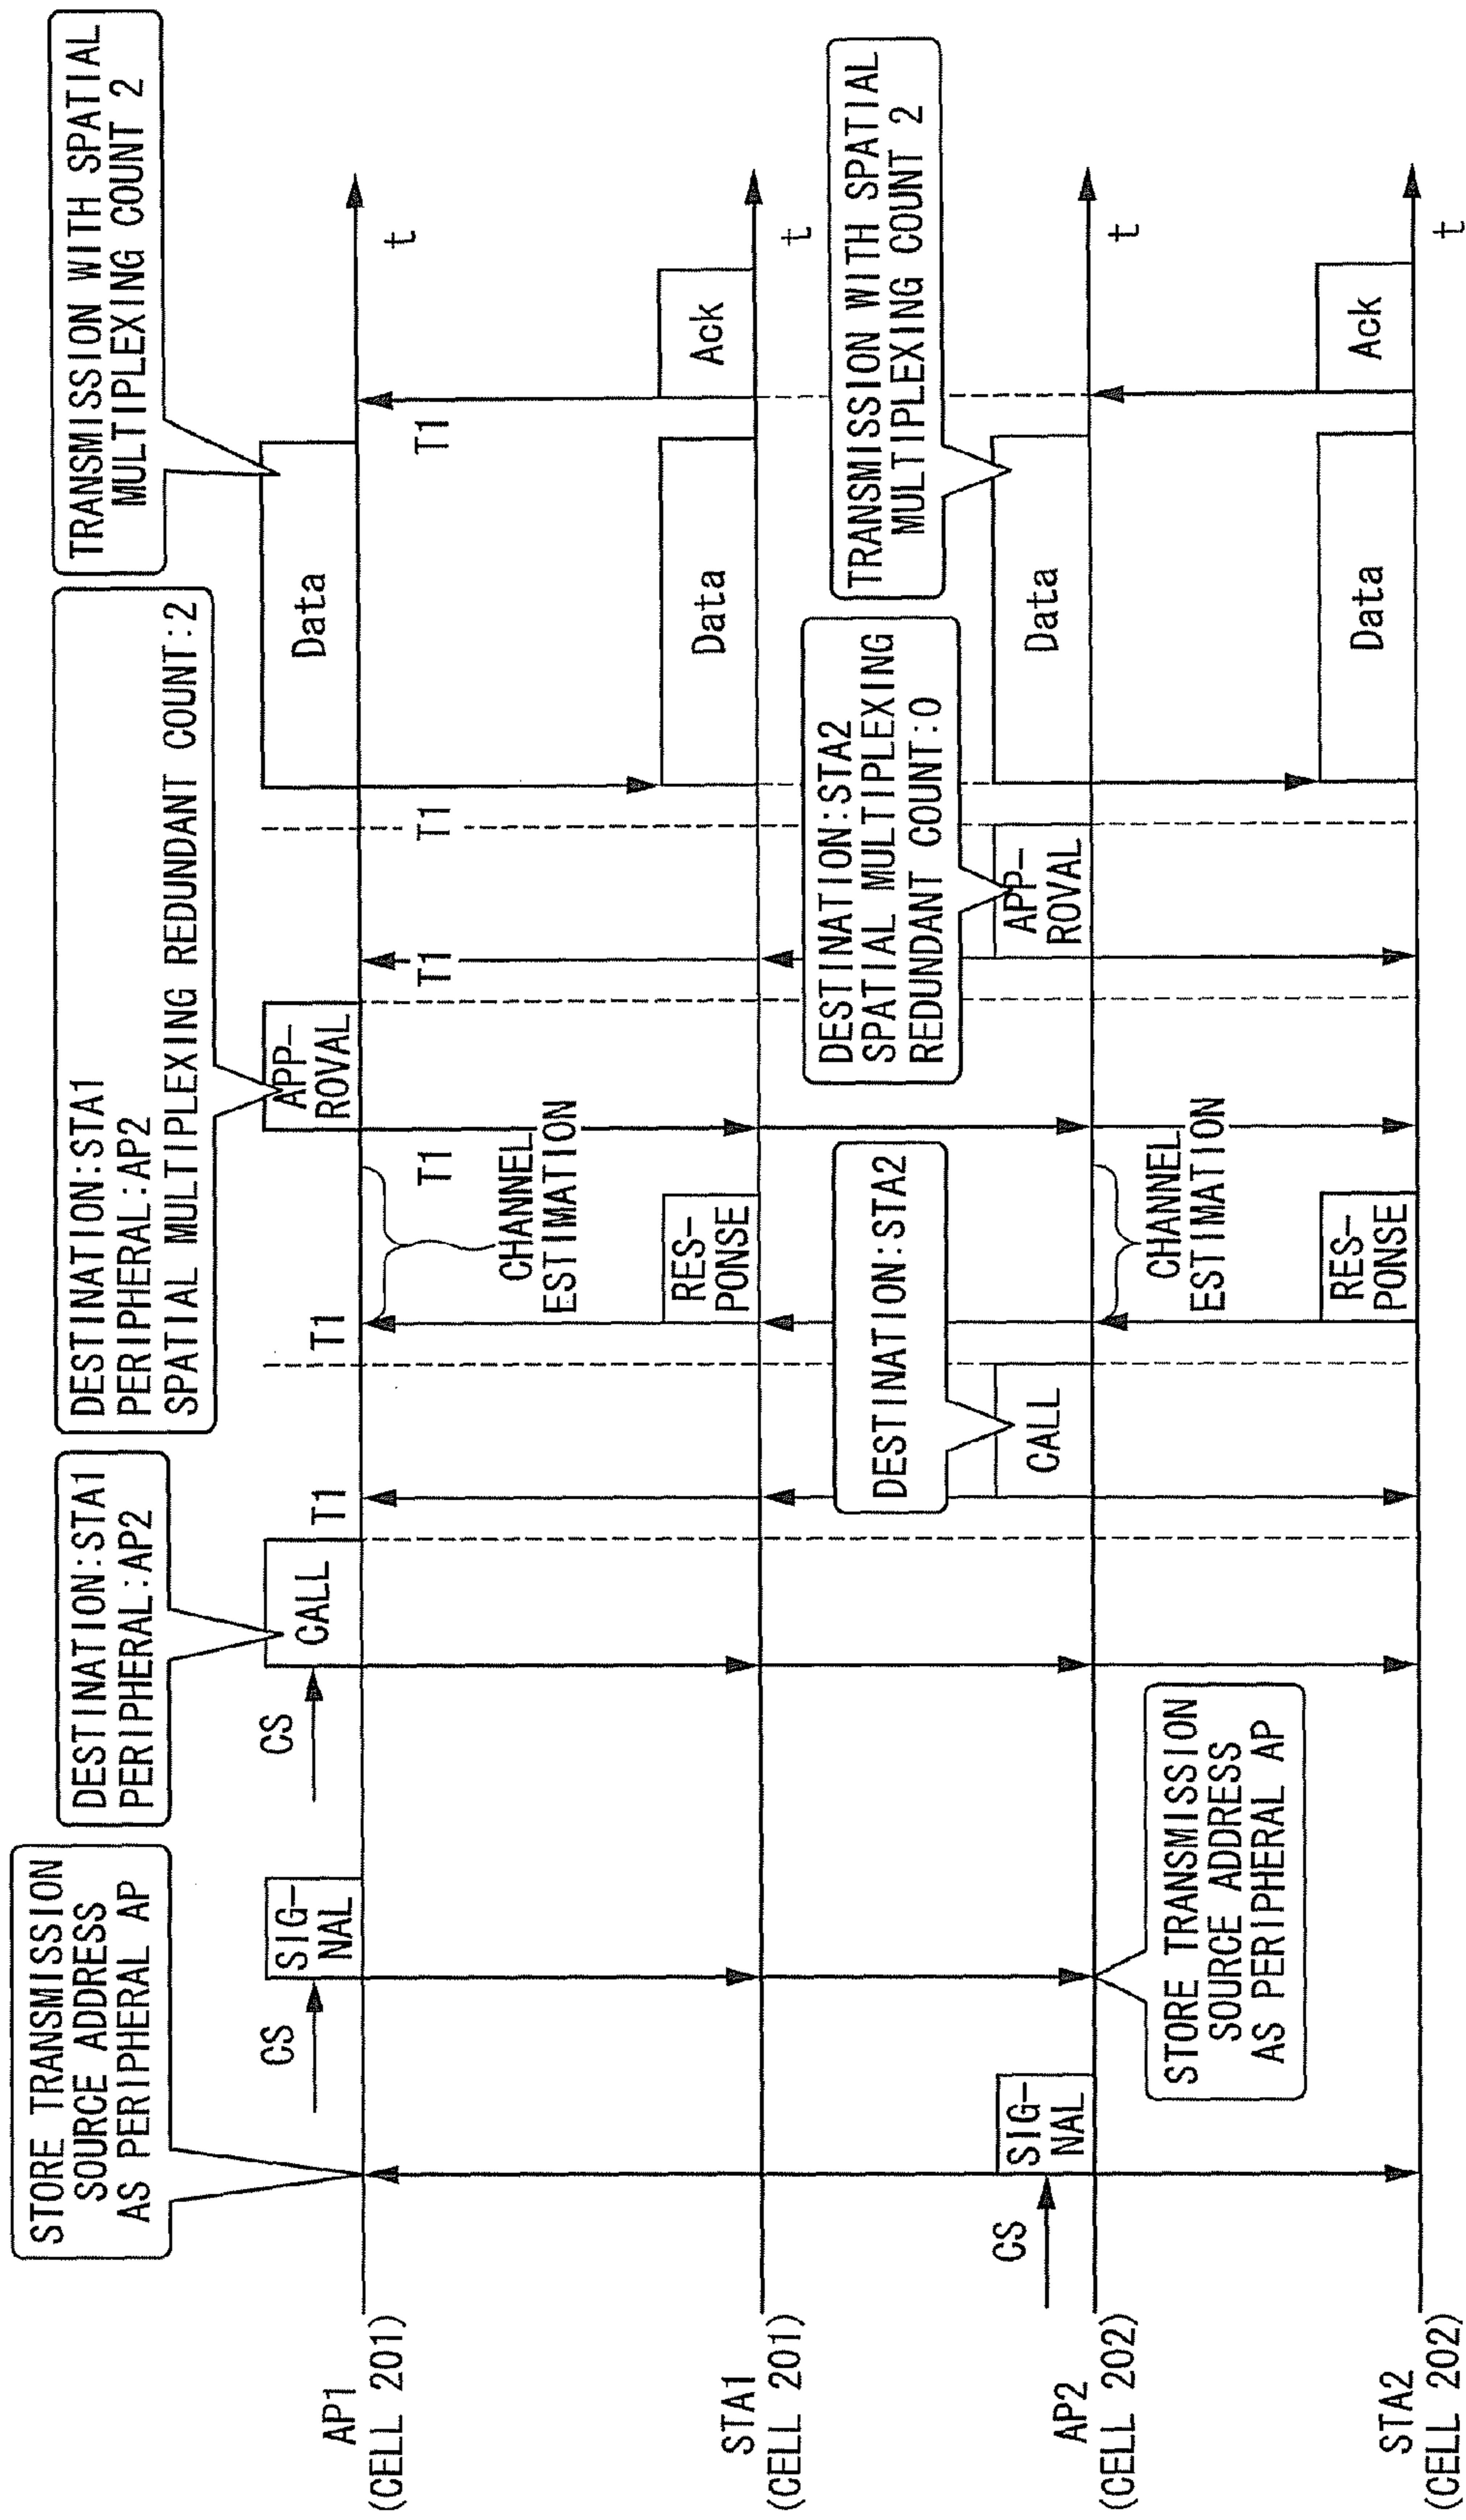 STORE TRANSMISSION
SOURCE ADDRESS
AS PERIPHERAL AP
DESTINATION:STA1
PERIPHERAL:AP2
DESTINATION:STA1
PERIPHERAL:AP2
SPATIAL MULTIPLEXING REDUNDANT COUNT:2
TRANSMISSION WITH SPATIAL
MULTIPLEXING COUNT 2
AP1
(CELL 201)
CS
SIG-
NAL
CS
CALL
T1
T1
CHANNEL
ESTIMATION
T1
APP-
ROVAL
T1
T1
Data
T1
t
STA1
(CELL 201)
RES-
PONSE
Data
Ack
t
DESTINATION:STA2
DESTINATION:STA2
SPATIAL MULTIPLEXING
REDUNDANT COUNT:0
TRANSMISSION WITH SPATIAL
MULTIPLEXING COUNT 2
AP2
(CELL 202)
CS
SIG-
NAL
STORE TRANSMISSION
SOURCE ADDRESS
AS PERIPHERAL AP
CALL
CHANNEL
ESTIMATION
APP-
ROVAL
Data
t
STA2
(CELL 202)
RES-
PONSE
Data
Ack
t